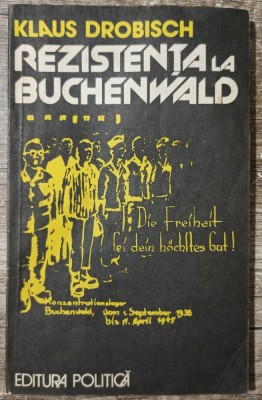 KLAUS DROBISCH
REZISTENȚA LA
BUCHENWALD
Die Freiheit
sei dein höchstes Gut!
Konzentrationslager
Buchenwald, vom 1. September 1938
bis 11. April 1945
EDITURA POLITICĂ